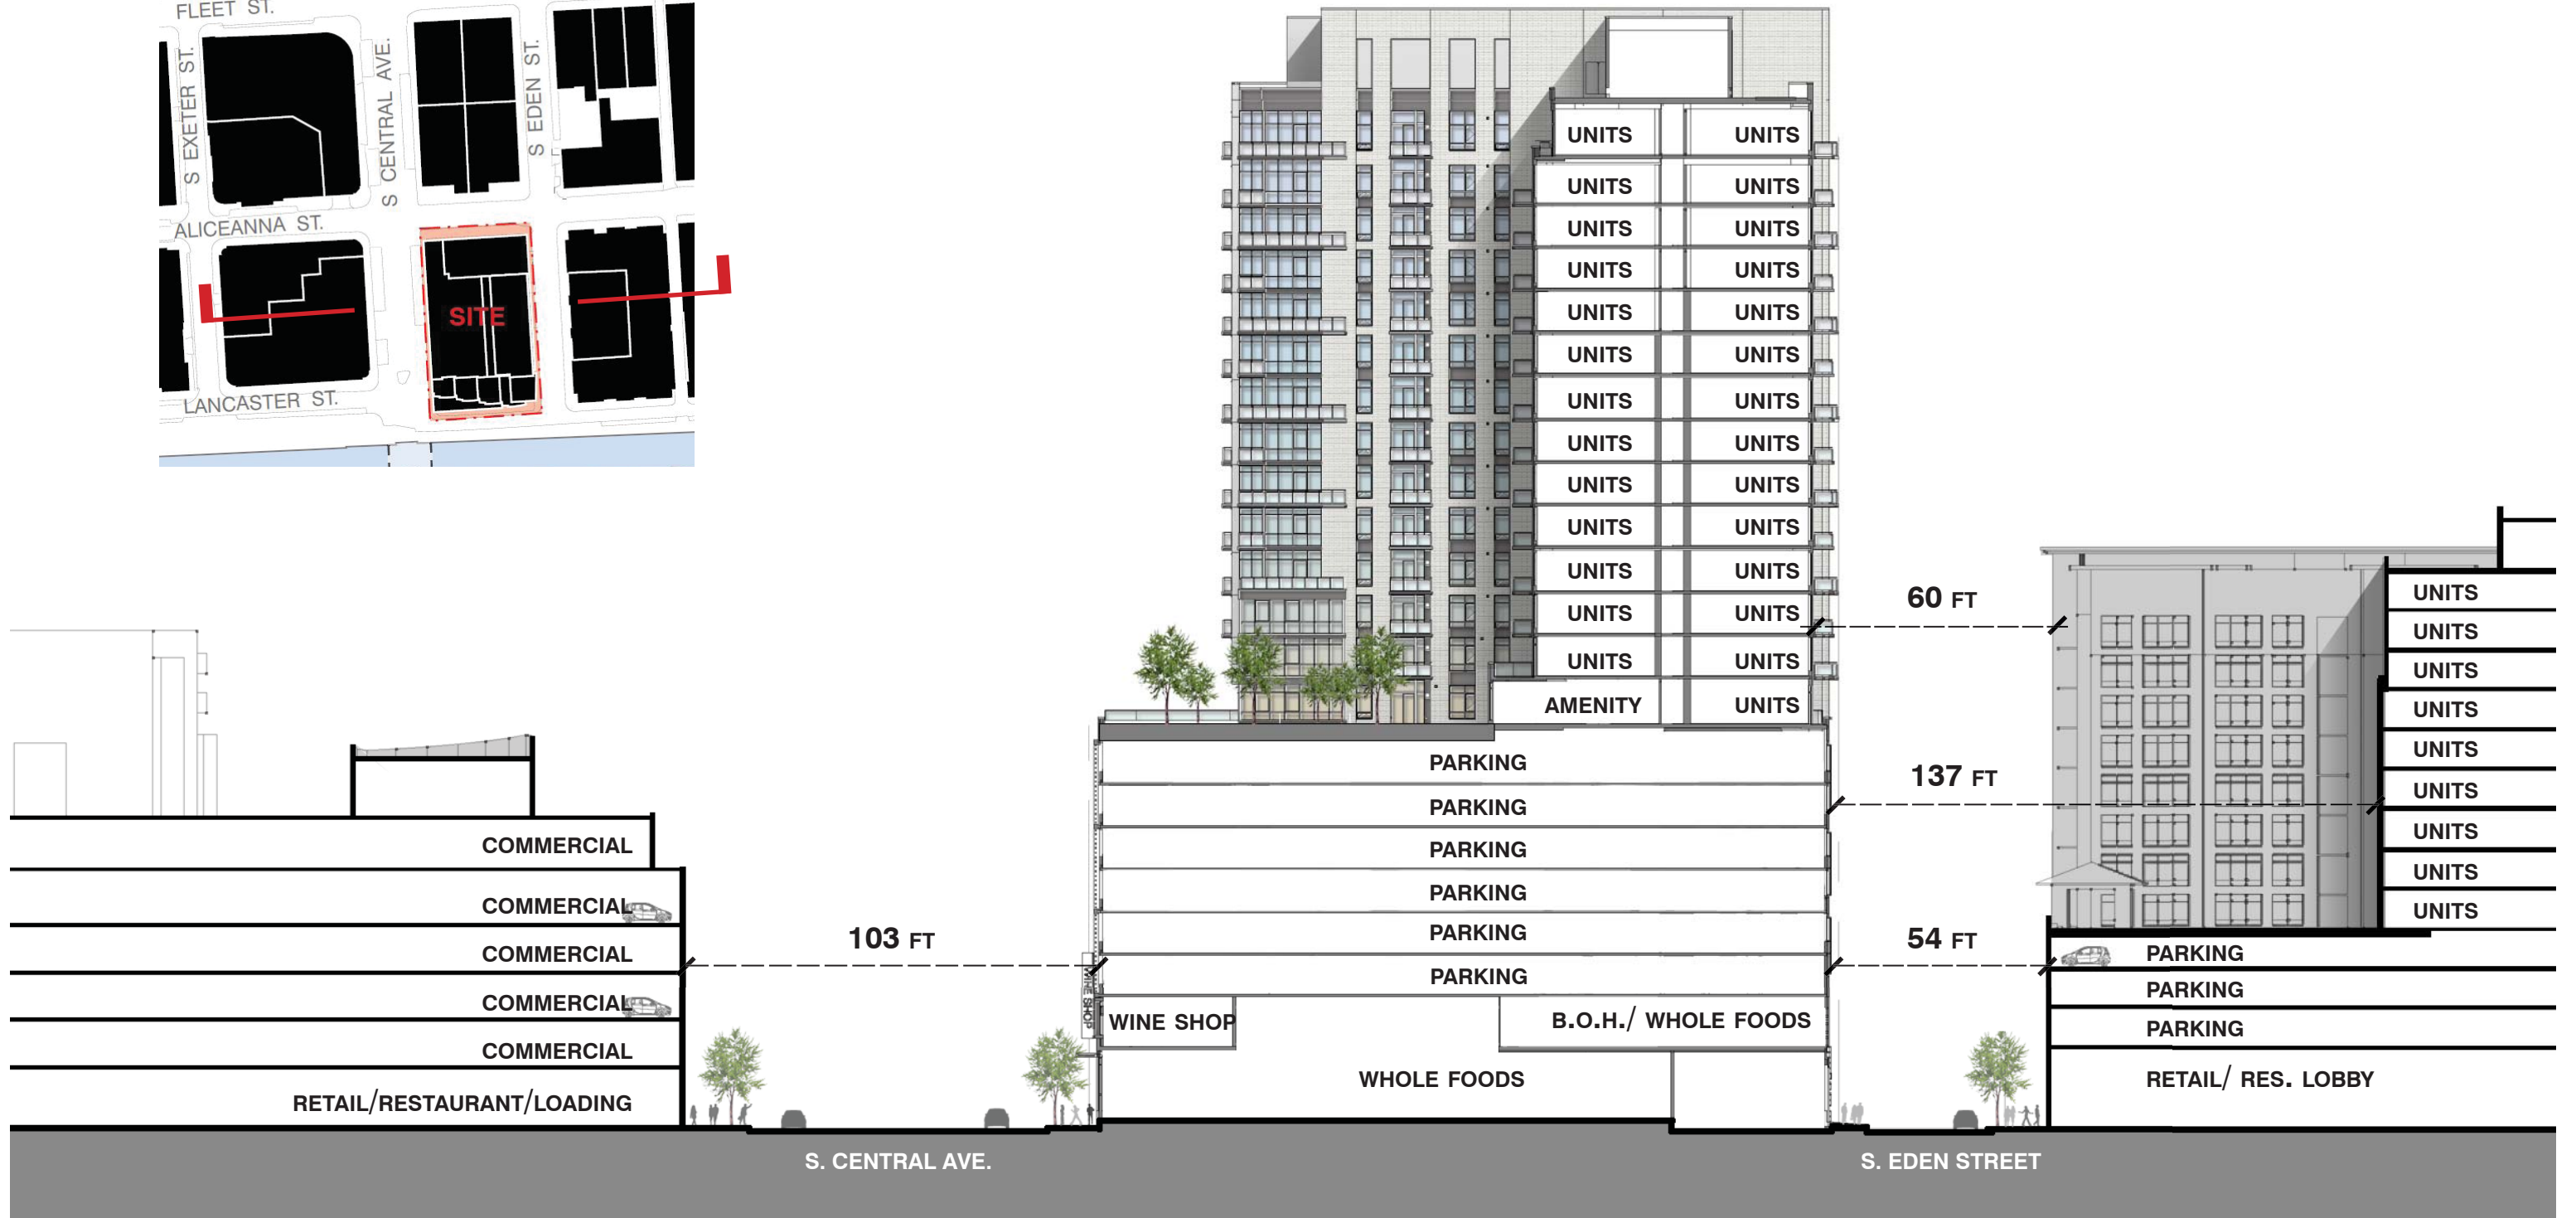 FLEET ST.
S EXETER ST.
S CENTRAL AVE.
S EDEN ST.
ALICEANNA ST.
SITE
LANCASTER ST.
UNITS UNITS
UNITS UNITS
UNITS UNITS
UNITS UNITS
UNITS UNITS
UNITS UNITS
UNITS UNITS
UNITS UNITS
UNITS UNITS
UNITS UNITS
UNITS UNITS
UNITS UNITS
UNITS UNITS
AMENITY UNITS
PARKING
PARKING
PARKING
PARKING
PARKING
PARKING
WINE SHOP
WINE SHOP
B.O.H./ WHOLE FOODS
WHOLE FOODS
COMMERCIAL
COMMERCIAL
COMMERCIAL
COMMERCIAL
COMMERCIAL
RETAIL/RESTAURANT/LOADING
103 FT
60 FT
137 FT
54 FT
UNITS
UNITS
UNITS
UNITS
UNITS
UNITS
UNITS
UNITS
UNITS
PARKING
PARKING
PARKING
RETAIL/ RES. LOBBY
S. CENTRAL AVE.
S. EDEN STREET